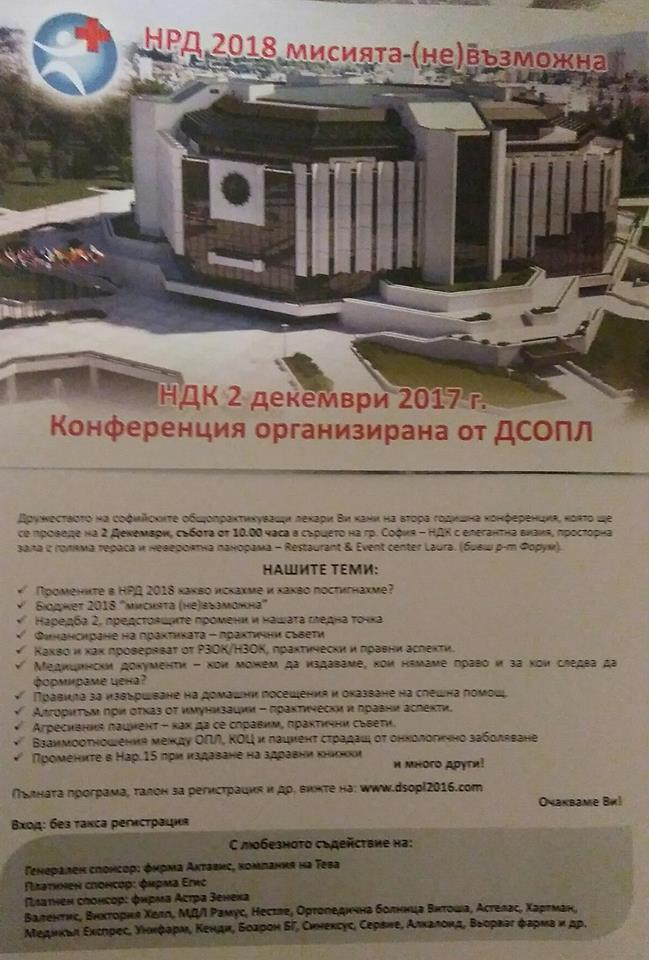 НРД 2018 мисията-(не)възможна
НДК 2 декември 2017 г.
Конференция организирана от ДСОПЛ
Дружеството на софийските общопрактикуващи лекари Ви кани на втора годишна конференция, която ще
се проведе на 2 Декември, събота от 10.00 часа в сърцето на гр. София – НДК с елегантна визия, просторна
зала с голяма тераса и невероятна панорама – Restaurant & Event center Laura. (бивш р-т Форум).
НАШИТЕ ТЕМИ:
✓ Промените в НРД 2018 какво искахме и какво постигнахме?
✓ Бюджет 2018 "мисията (не)възможна"
✓ Наредба 2, предстоящите промени и нашата гледна точка
✓ Финансиране на практиката – практични съвети
✓ Какво и как проверяват от РЗОК/НЗОК, практически и правни аспекти.
✓ Медицински документи – кои можем да издаваме, кои нямаме право и за кои следва да
формираме цена?
✓ Правила за извършване на домашни посещения и оказване на спешна помощ.
✓ Алгоритъм при отказ от имунизации – практически и правни аспекти.
✓ Агресивния пациент – как да се справим, практични съвети.
✓ Взаимоотношения между ОПЛ, КОЦ и пациент страдащ от онкологично заболяване
✓ Промените в Нар.15 при издаване на здравни книжки
и много други!
Пълната програма, талон за регистрация и др. вижте на: www.dsopl2016.com
Очакваме Ви!
Вход: без такса регистрация
С любезното съдействие на:
Генерален спонсор: фирма Актавис, компания на Тева
Платинен спонсор: фирма Егис
Платнен спонсор: фирма Астра Зенека
Валентис, Виктория Хелп, МДЛ Рамус, Нестле, Ортопедична болница Витоша, Астелас, Хартман,
Медикъл Експрес, Унифарм, Кенди, Боарон БГ, Синексус, Сервие, Алкалоид, Вьорваг фарма и др.